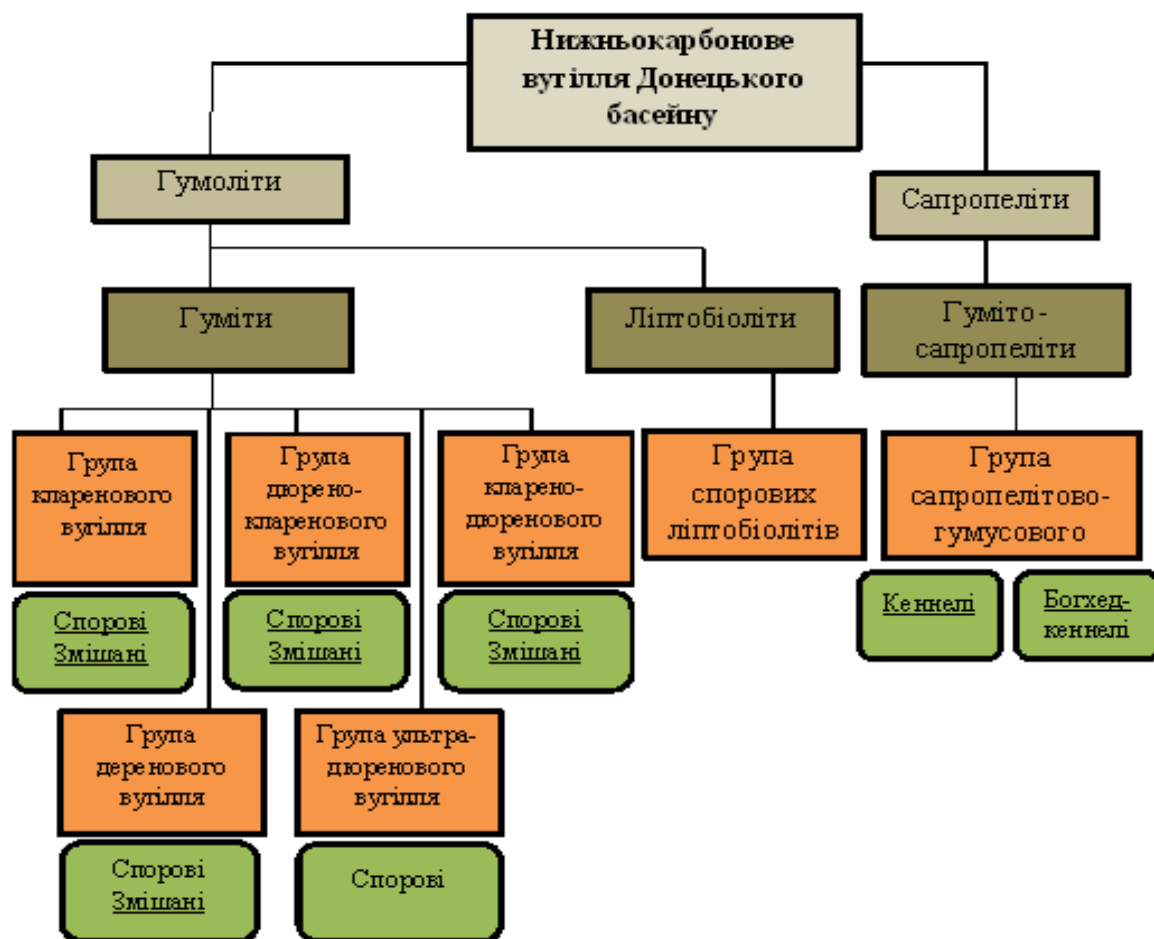 Нижньокарбонове
вугілля Донецького
басейну
Гумоліти
Сапропеліти
Гуміти
Ліптобіоліти
Гуміто-
сапропеліти
Група
кларенового
вугілля
Група
дюрено-
кларенового
вугілля
Група
кларено-
дюренового
вугілля
Група
спорових
ліптобіолітів
Група
сапропелітово-
гумусового
Спорові
Змішані
Спорові
Змішані
Спорові
Змішані
Кеннелі
Богхед-
кеннелі
Група
деренового
вугілля
Група ультра-
дюренового
вугілля
Спорові
Змішані
Спорові